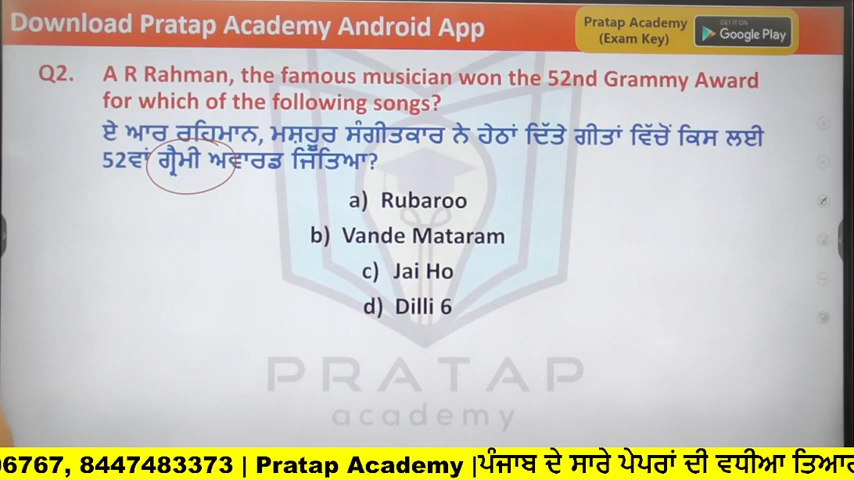 Download Pratap Academy Android App
Pratap Academy
(Exam Key)
GET IT ON
Google Play
Q2. A R Rahman, the famous musician won the 52nd Grammy Award
for which of the following songs?
ਏ ਆਰ ਰਹਿਮਾਨ, ਮਸ਼ਹੂਰ ਸੰਗੀਤਕਾਰ ਨੇ ਹੇਠਾਂ ਦਿੱਤੇ ਗੀਤਾਂ ਵਿੱਚੋਂ ਕਿਸ ਲਈ
52ਵਾਂ ਗ੍ਰੈਮੀ ਅਵਾਰਡ ਜਿੱਤਿਆ?
a) Rubaroo
b) Vande Mataram
c) Jai Ho
d) Dilli 6
PRATAP
academy
06767, 8447483373 | Pratap Academy |ਪੰਜਾਬ ਦੇ ਸਾਰੇ ਪੇਪਰਾਂ ਦੀ ਵਧੀਆ ਤਿਆਰ